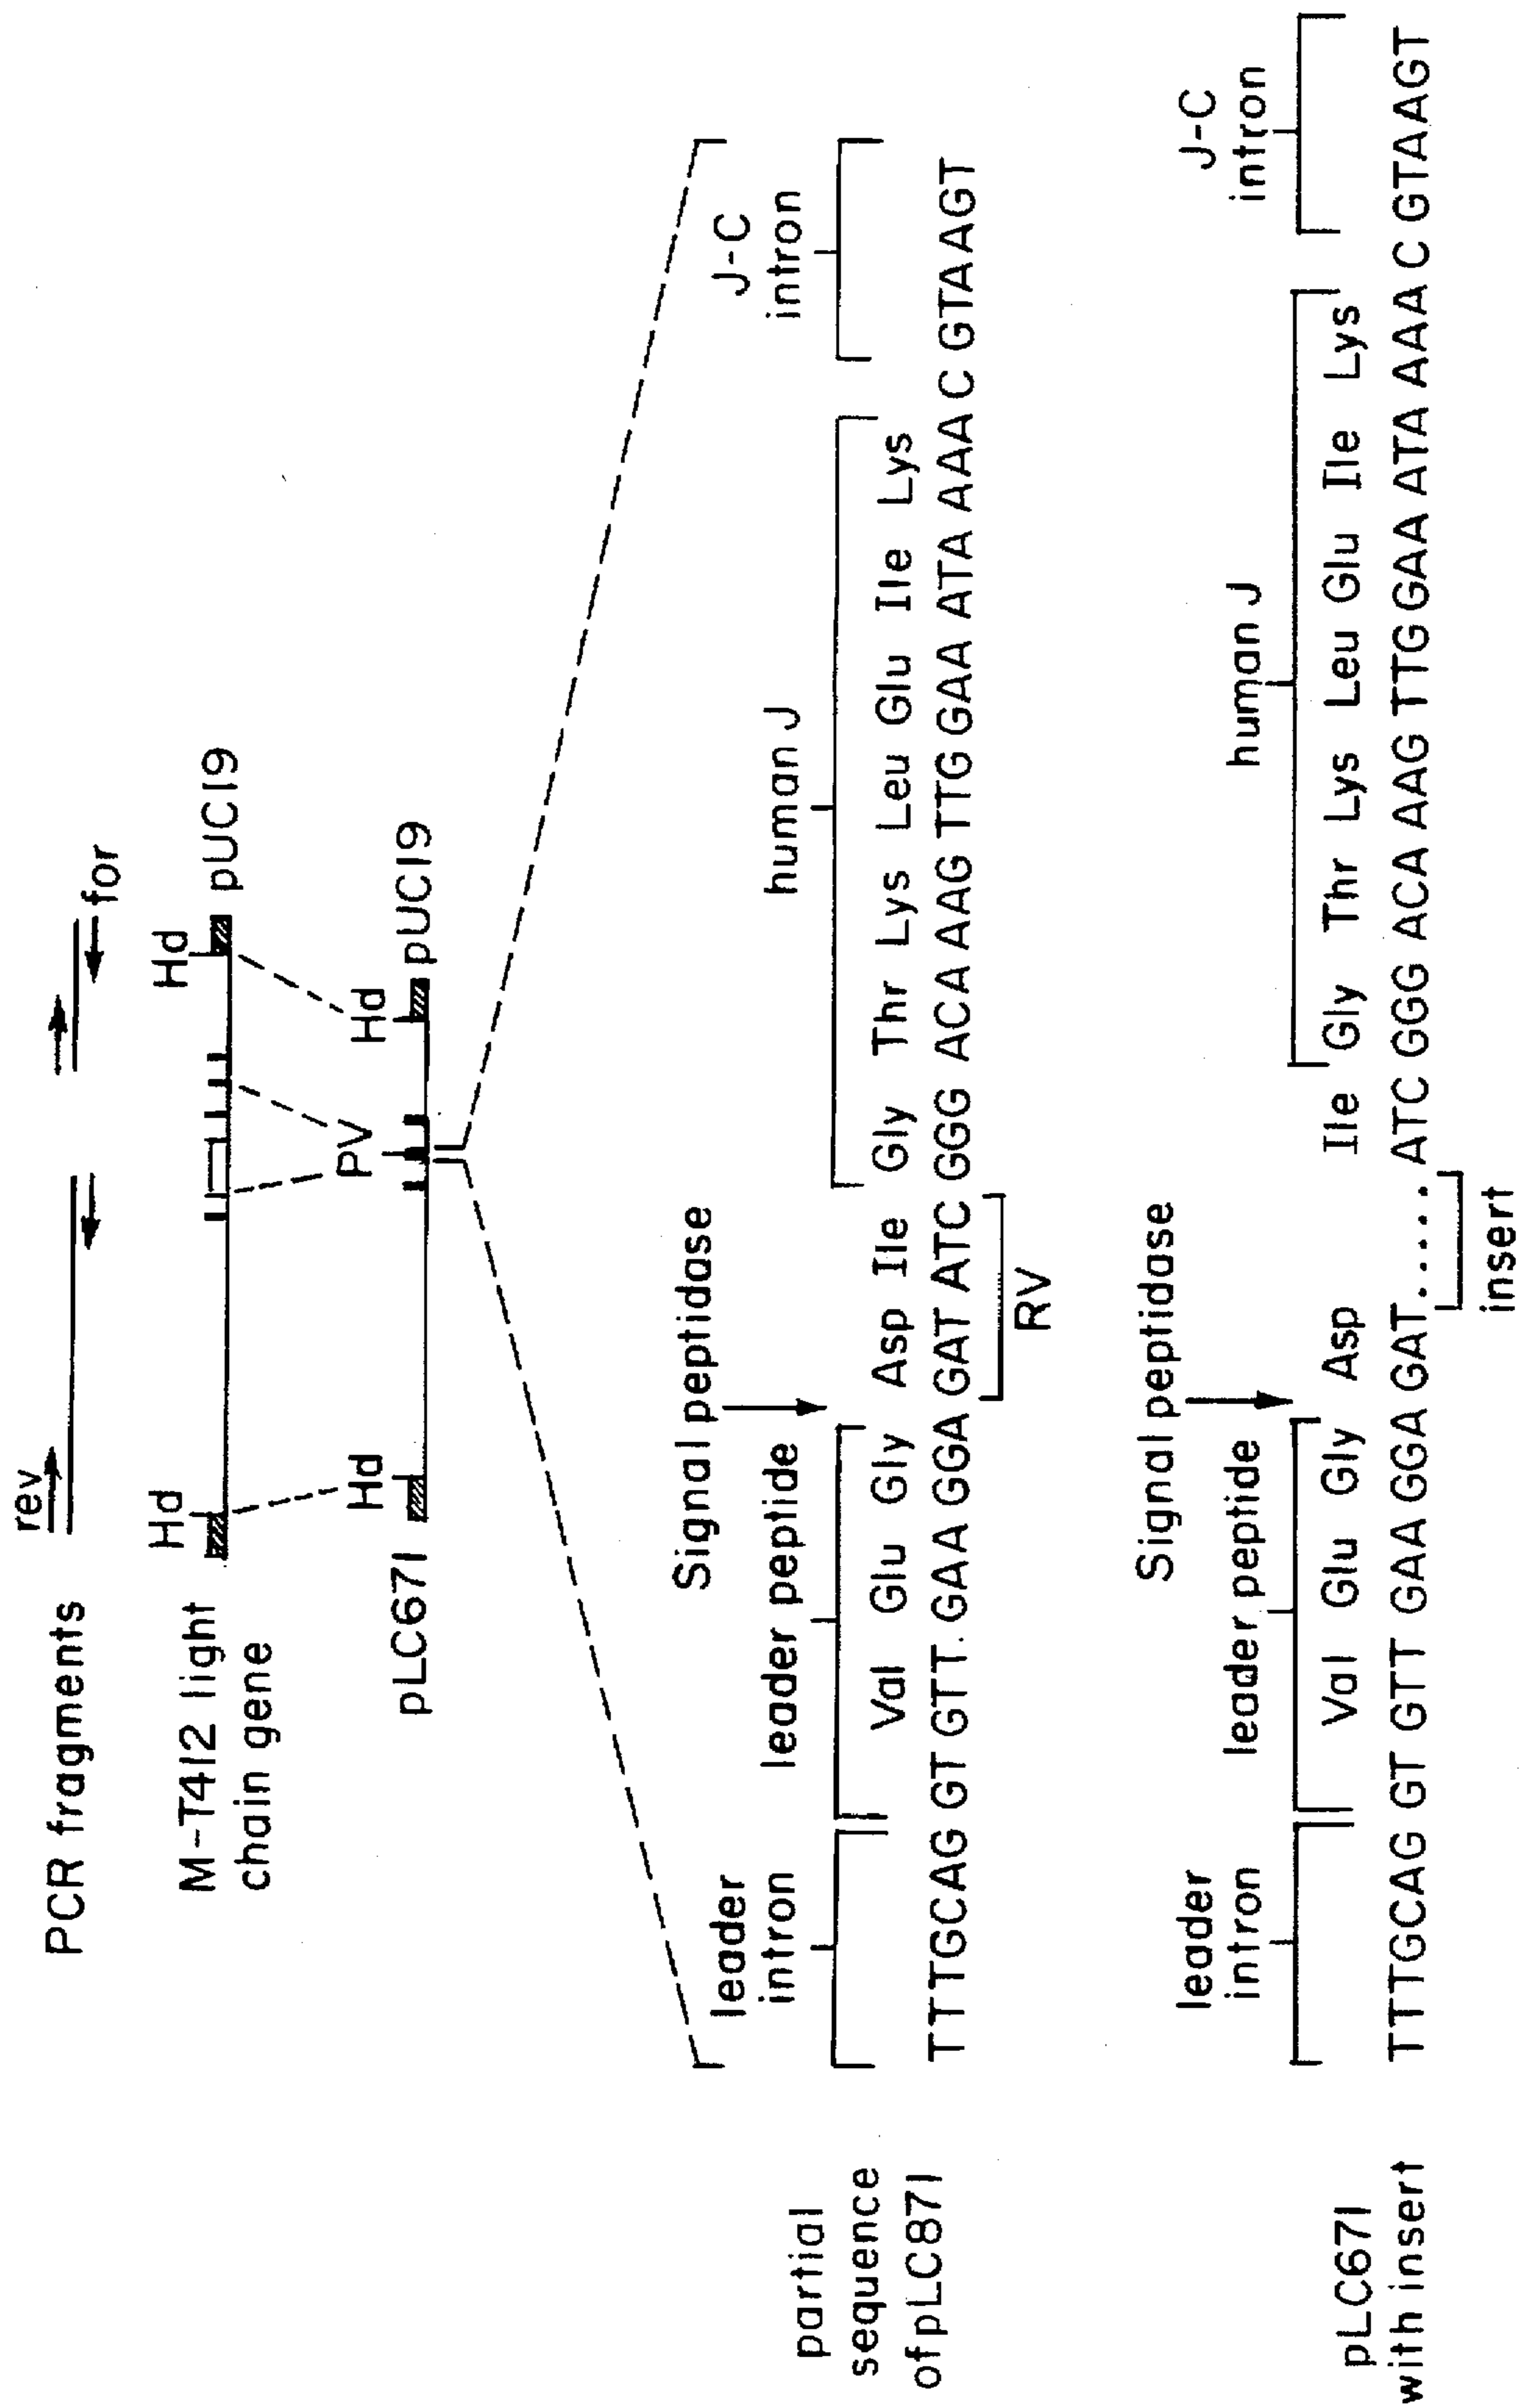 PCR fragments
rev
for
M-T412 light
chain gene
Hd
Hd
pUC19
pLC671
Hd
PV
Hd
pUC19
partial
sequence
of pLC871
leader
intron
leader peptide
Signal peptidase
human J
J-C
intron
Val Glu Gly Asp Ile Gly Thr Lys Leu Glu Ile Lys
TTTGCAG GT GTT. GAA GGA GAT ATC GGG ACA AAG TTG GAA ATA AAA C GTAAGT
RV
pLC671
with insert
leader
intron
leader peptide
Signal peptidase
human J
J-C
intron
Val Glu Gly Asp Ile Gly Thr Lys Leu Glu Ile Lys
TTTGCAG GT GTT GAA GGA GAT..... ATC GGG ACA AAG TTG GAA ATA AAA C GTAAGT
insert